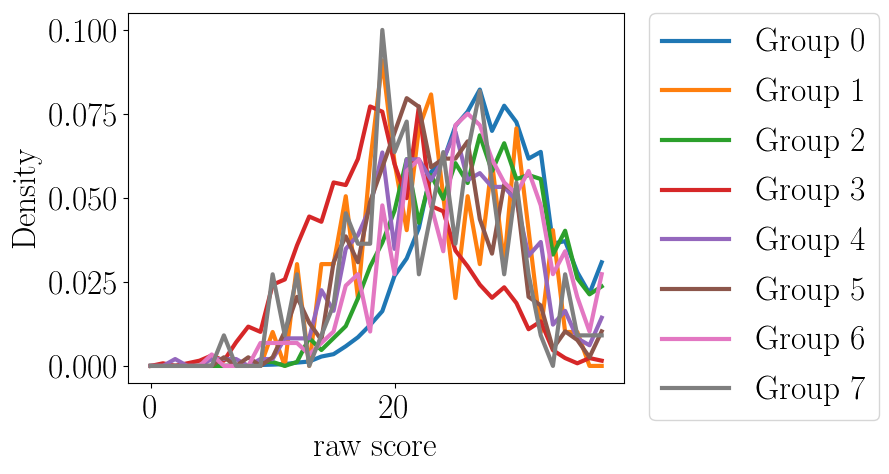 0.100
0.075
0.050
0.025
0.000
Density
0
20
raw score
Group 0
Group 1
Group 2
Group 3
Group 4
Group 5
Group 6
Group 7